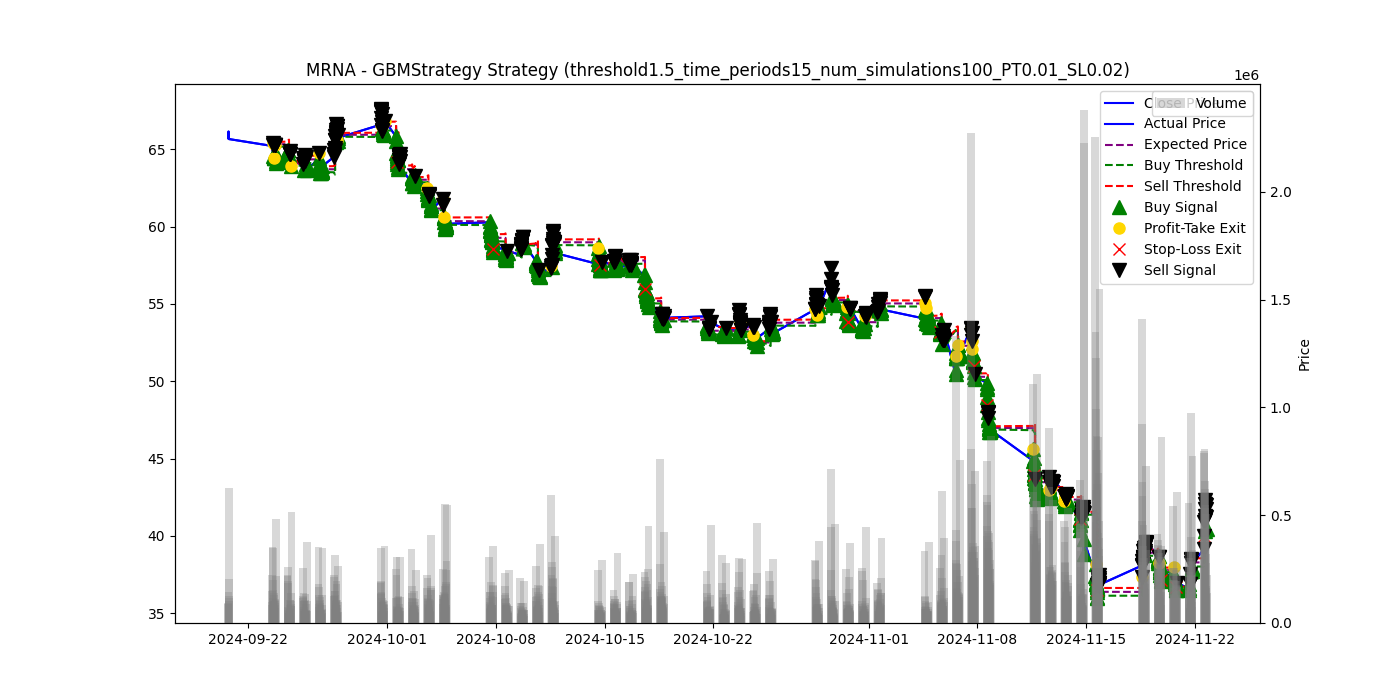 MRNA - GBMStrategy Strategy (threshold1.5_time_periods15_num_simulations100_PT0.01_SL0.02)
1e6
Volume
Actual Price
Expected Price
Buy Threshold
Sell Threshold
Buy Signal
Profit-Take Exit
Stop-Loss Exit
Sell Signal
65
60
55
50
45
40
35
2.0
1.5
1.0
0.5
0.0
Price
2024-09-22
2024-10-01
2024-10-08
2024-10-15
2024-10-22
2024-11-01
2024-11-08
2024-11-15
2024-11-22